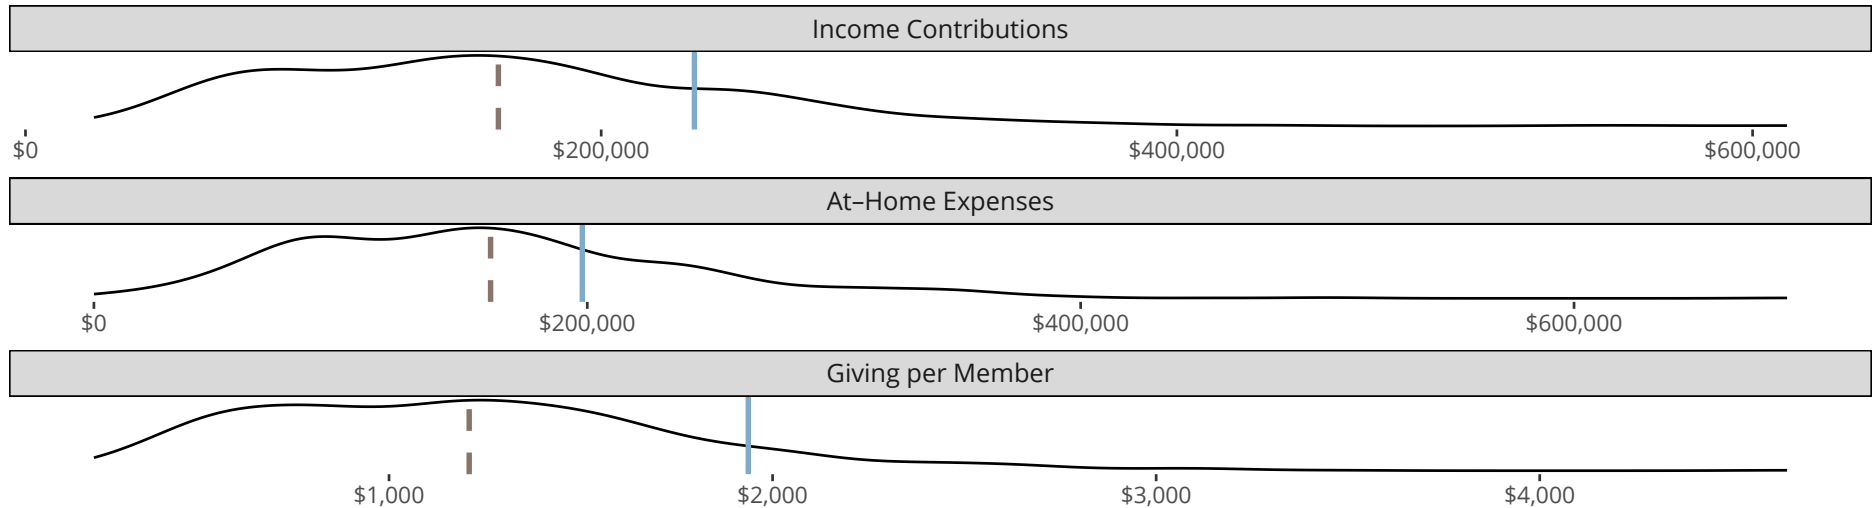 Income Contributions
$0 $200,000 $400,000 $600,000
At–Home Expenses
$0 $200,000 $400,000 $600,000
Giving per Member
$1,000 $2,000 $3,000 $4,000